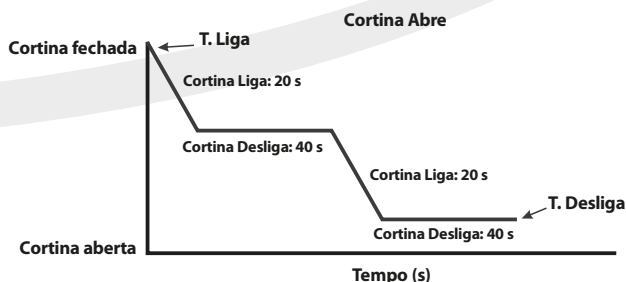 Cortina Abre
T. Liga
Cortina fechada
Cortina Liga: 20 s
Cortina Desliga: 40 s
Cortina Liga: 20 s
T. Desliga
Cortina Desliga: 40 s
Cortina aberta
Tempo (s)